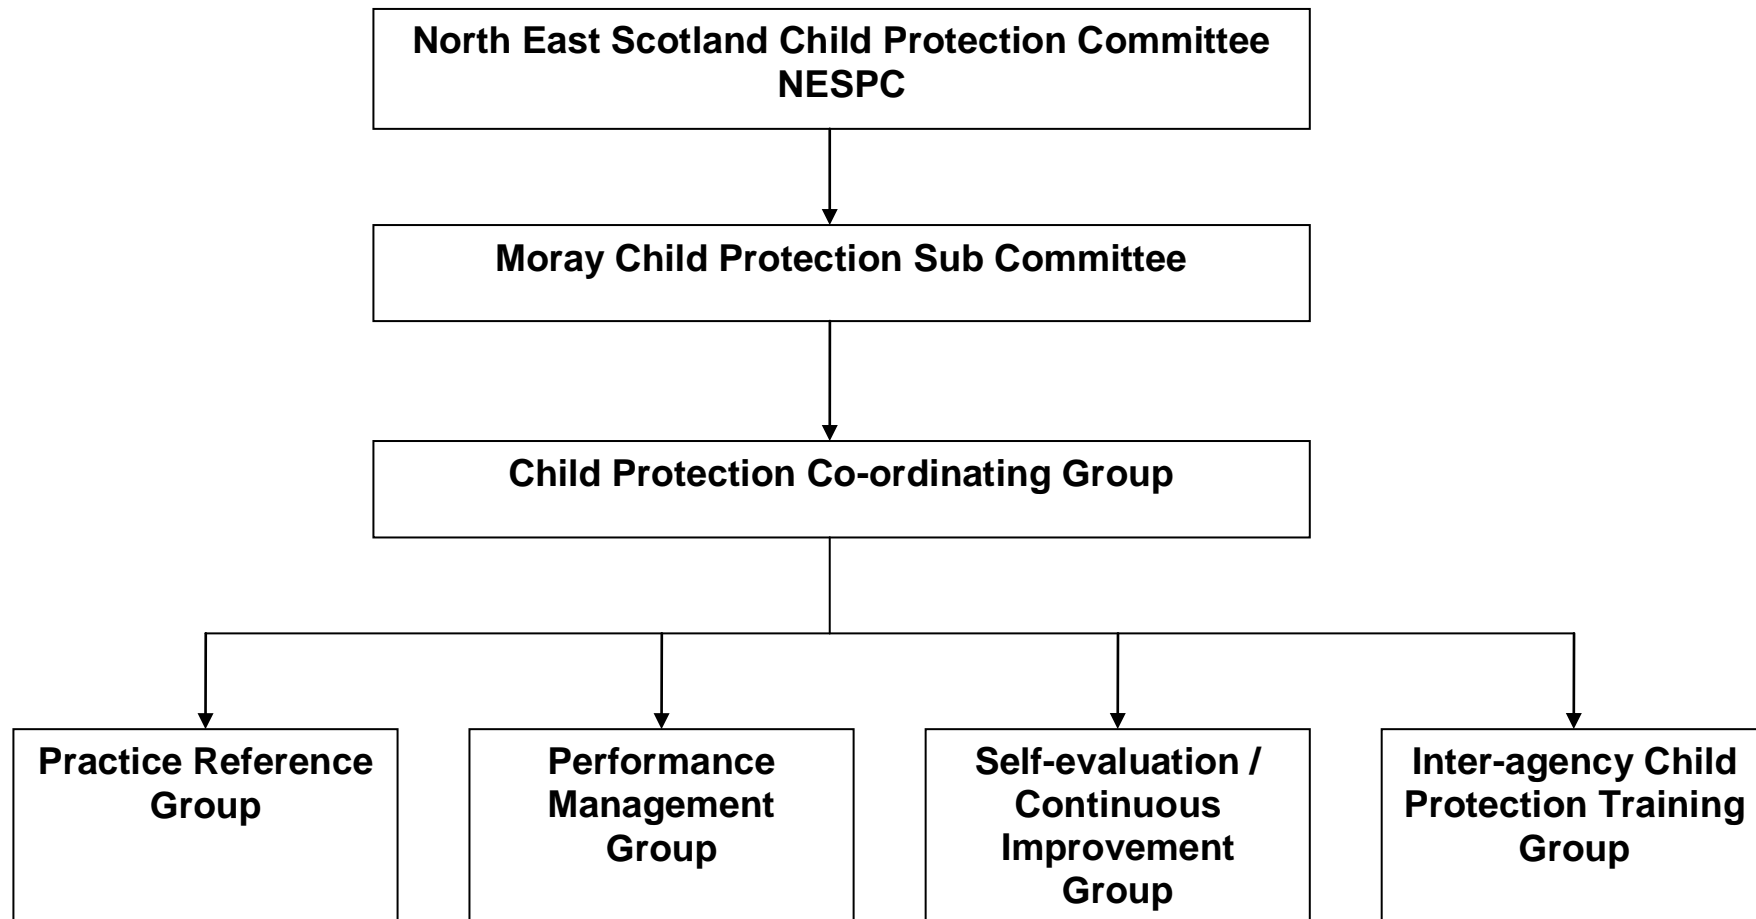 North East Scotland Child Protection Committee
NESPC
Moray Child Protection Sub Committee
Child Protection Co-ordinating Group
Practice Reference
Group
Performance
Management
Group
Self-evaluation /
Continuous
Improvement
Group
Inter-agency Child
Protection Training
Group